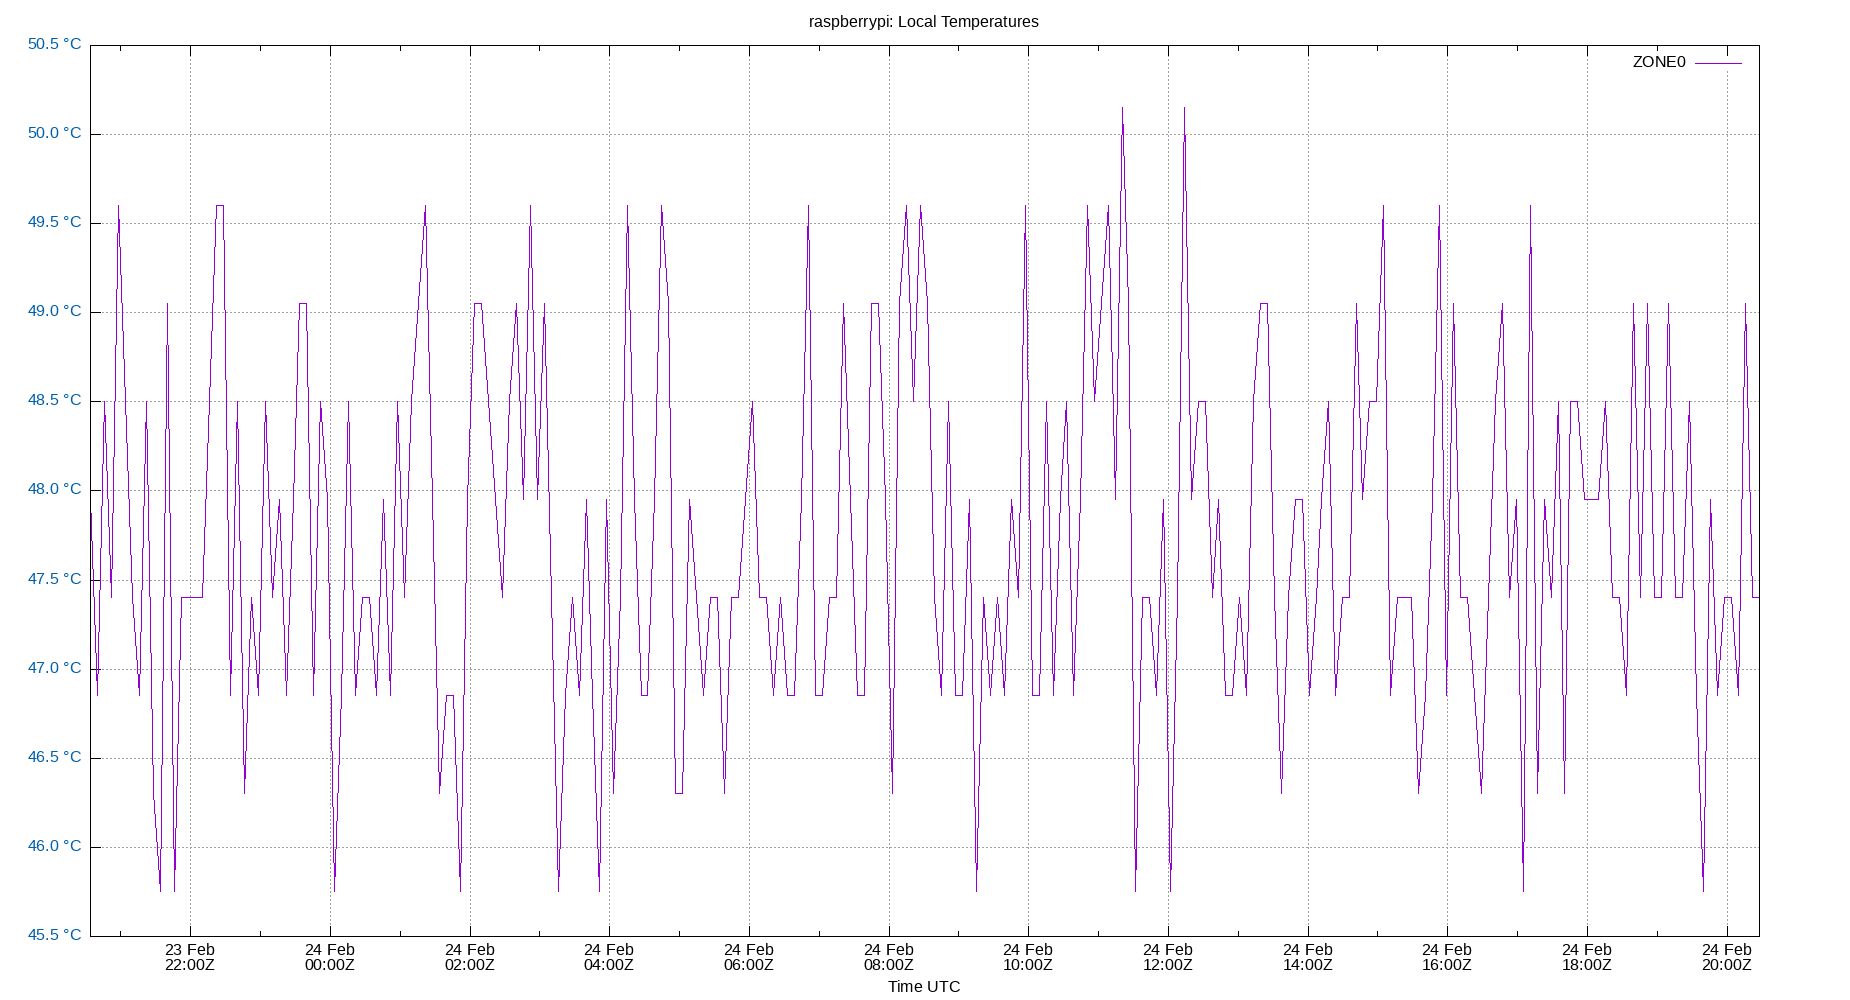 raspberrypi: Local Temperatures
ZONE0
50.5 °C
50.0 °C
49.5 °C
49.0 °C
48.5 °C
48.0 °C
47.5 °C
47.0 °C
46.5 °C
46.0 °C
45.5 °C
23 Feb 24 Feb 24 Feb 24 Feb 24 Feb 24 Feb 24 Feb 24 Feb 24 Feb 24 Feb 24 Feb 24 Feb
22:00Z 00:00Z 02:00Z 04:00Z 06:00Z 08:00Z 10:00Z 12:00Z 14:00Z 16:00Z 18:00Z 20:00Z
Time UTC